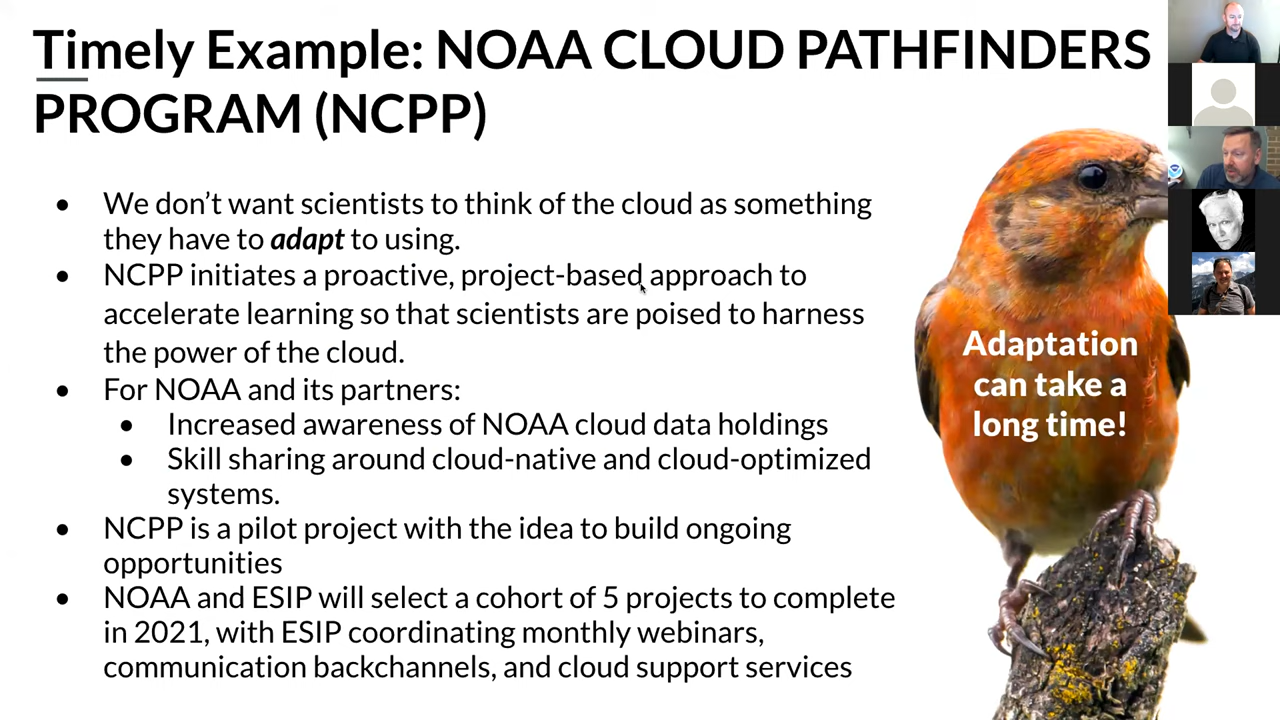 Timely Example: NOAA CLOUD PATHFINDERS
PROGRAM (NCPP)
• We don’t want scientists to think of the cloud as something
they have to adapt to using.
• NCPP initiates a proactive, project-based approach to
accelerate learning so that scientists are poised to harness
the power of the cloud.
• For NOAA and its partners:
• Increased awareness of NOAA cloud data holdings
• Skill sharing around cloud-native and cloud-optimized
systems.
• NCPP is a pilot project with the idea to build ongoing
opportunities
• NOAA and ESIP will select a cohort of 5 projects to complete
in 2021, with ESIP coordinating monthly webinars,
communication backchannels, and cloud support services
Adaptation
can take a
long time!